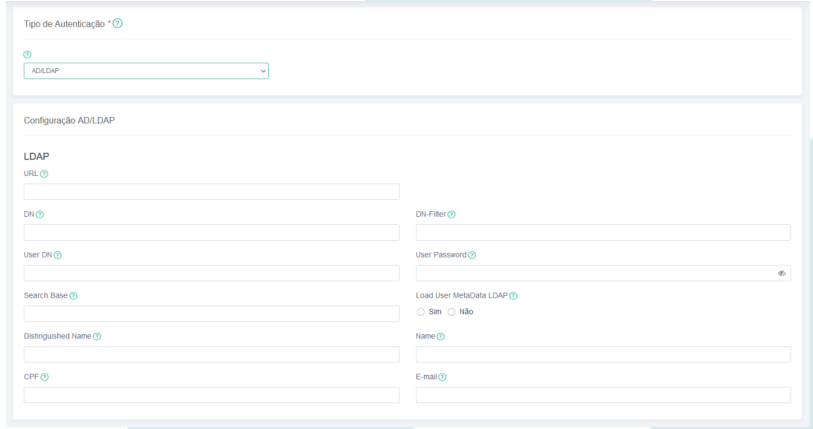 Tipo de Autenticação * ?
?
AD/LDAP
Configuração AD/LDAP
LDAP
URL ?
DN ?
DN-Filter ?
User DN ?
User Password ?
Search Base ?
Load User MetaData LDAP ?
Sim Não
Distinguished Name ?
Name ?
CPF ?
E-mail ?